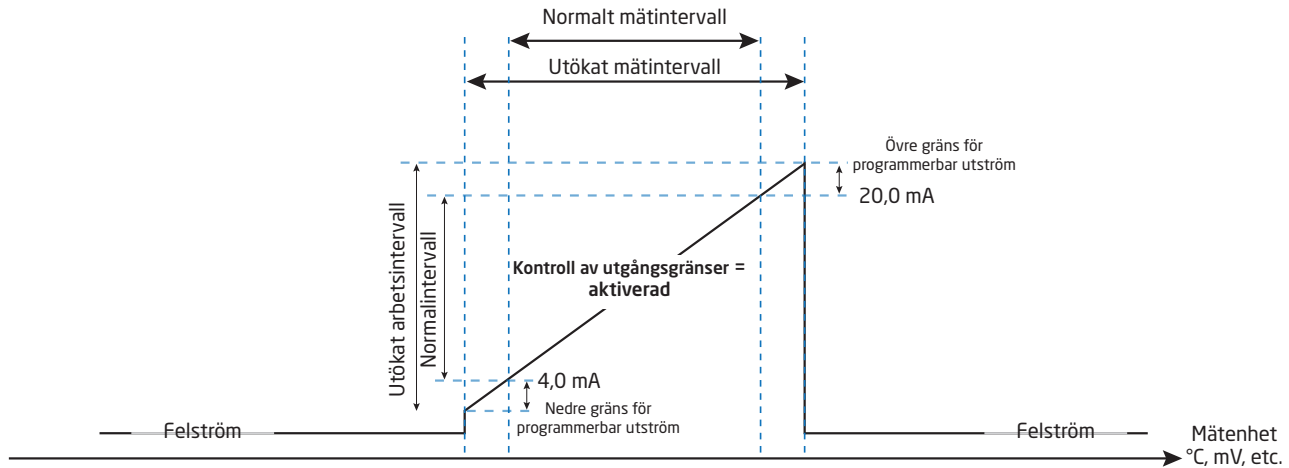 Normalt mätintervall
Utökat mätintervall
Övre gräns för
programmerbar utström
20,0 mA
Utökat arbetsintervall
Normalintervall
Kontroll av utgångsgränser =
aktiverad
4,0 mA
Nedre gräns för
programmerbar utström
Felström
Felström
Mätenhet
°C, mV, etc.